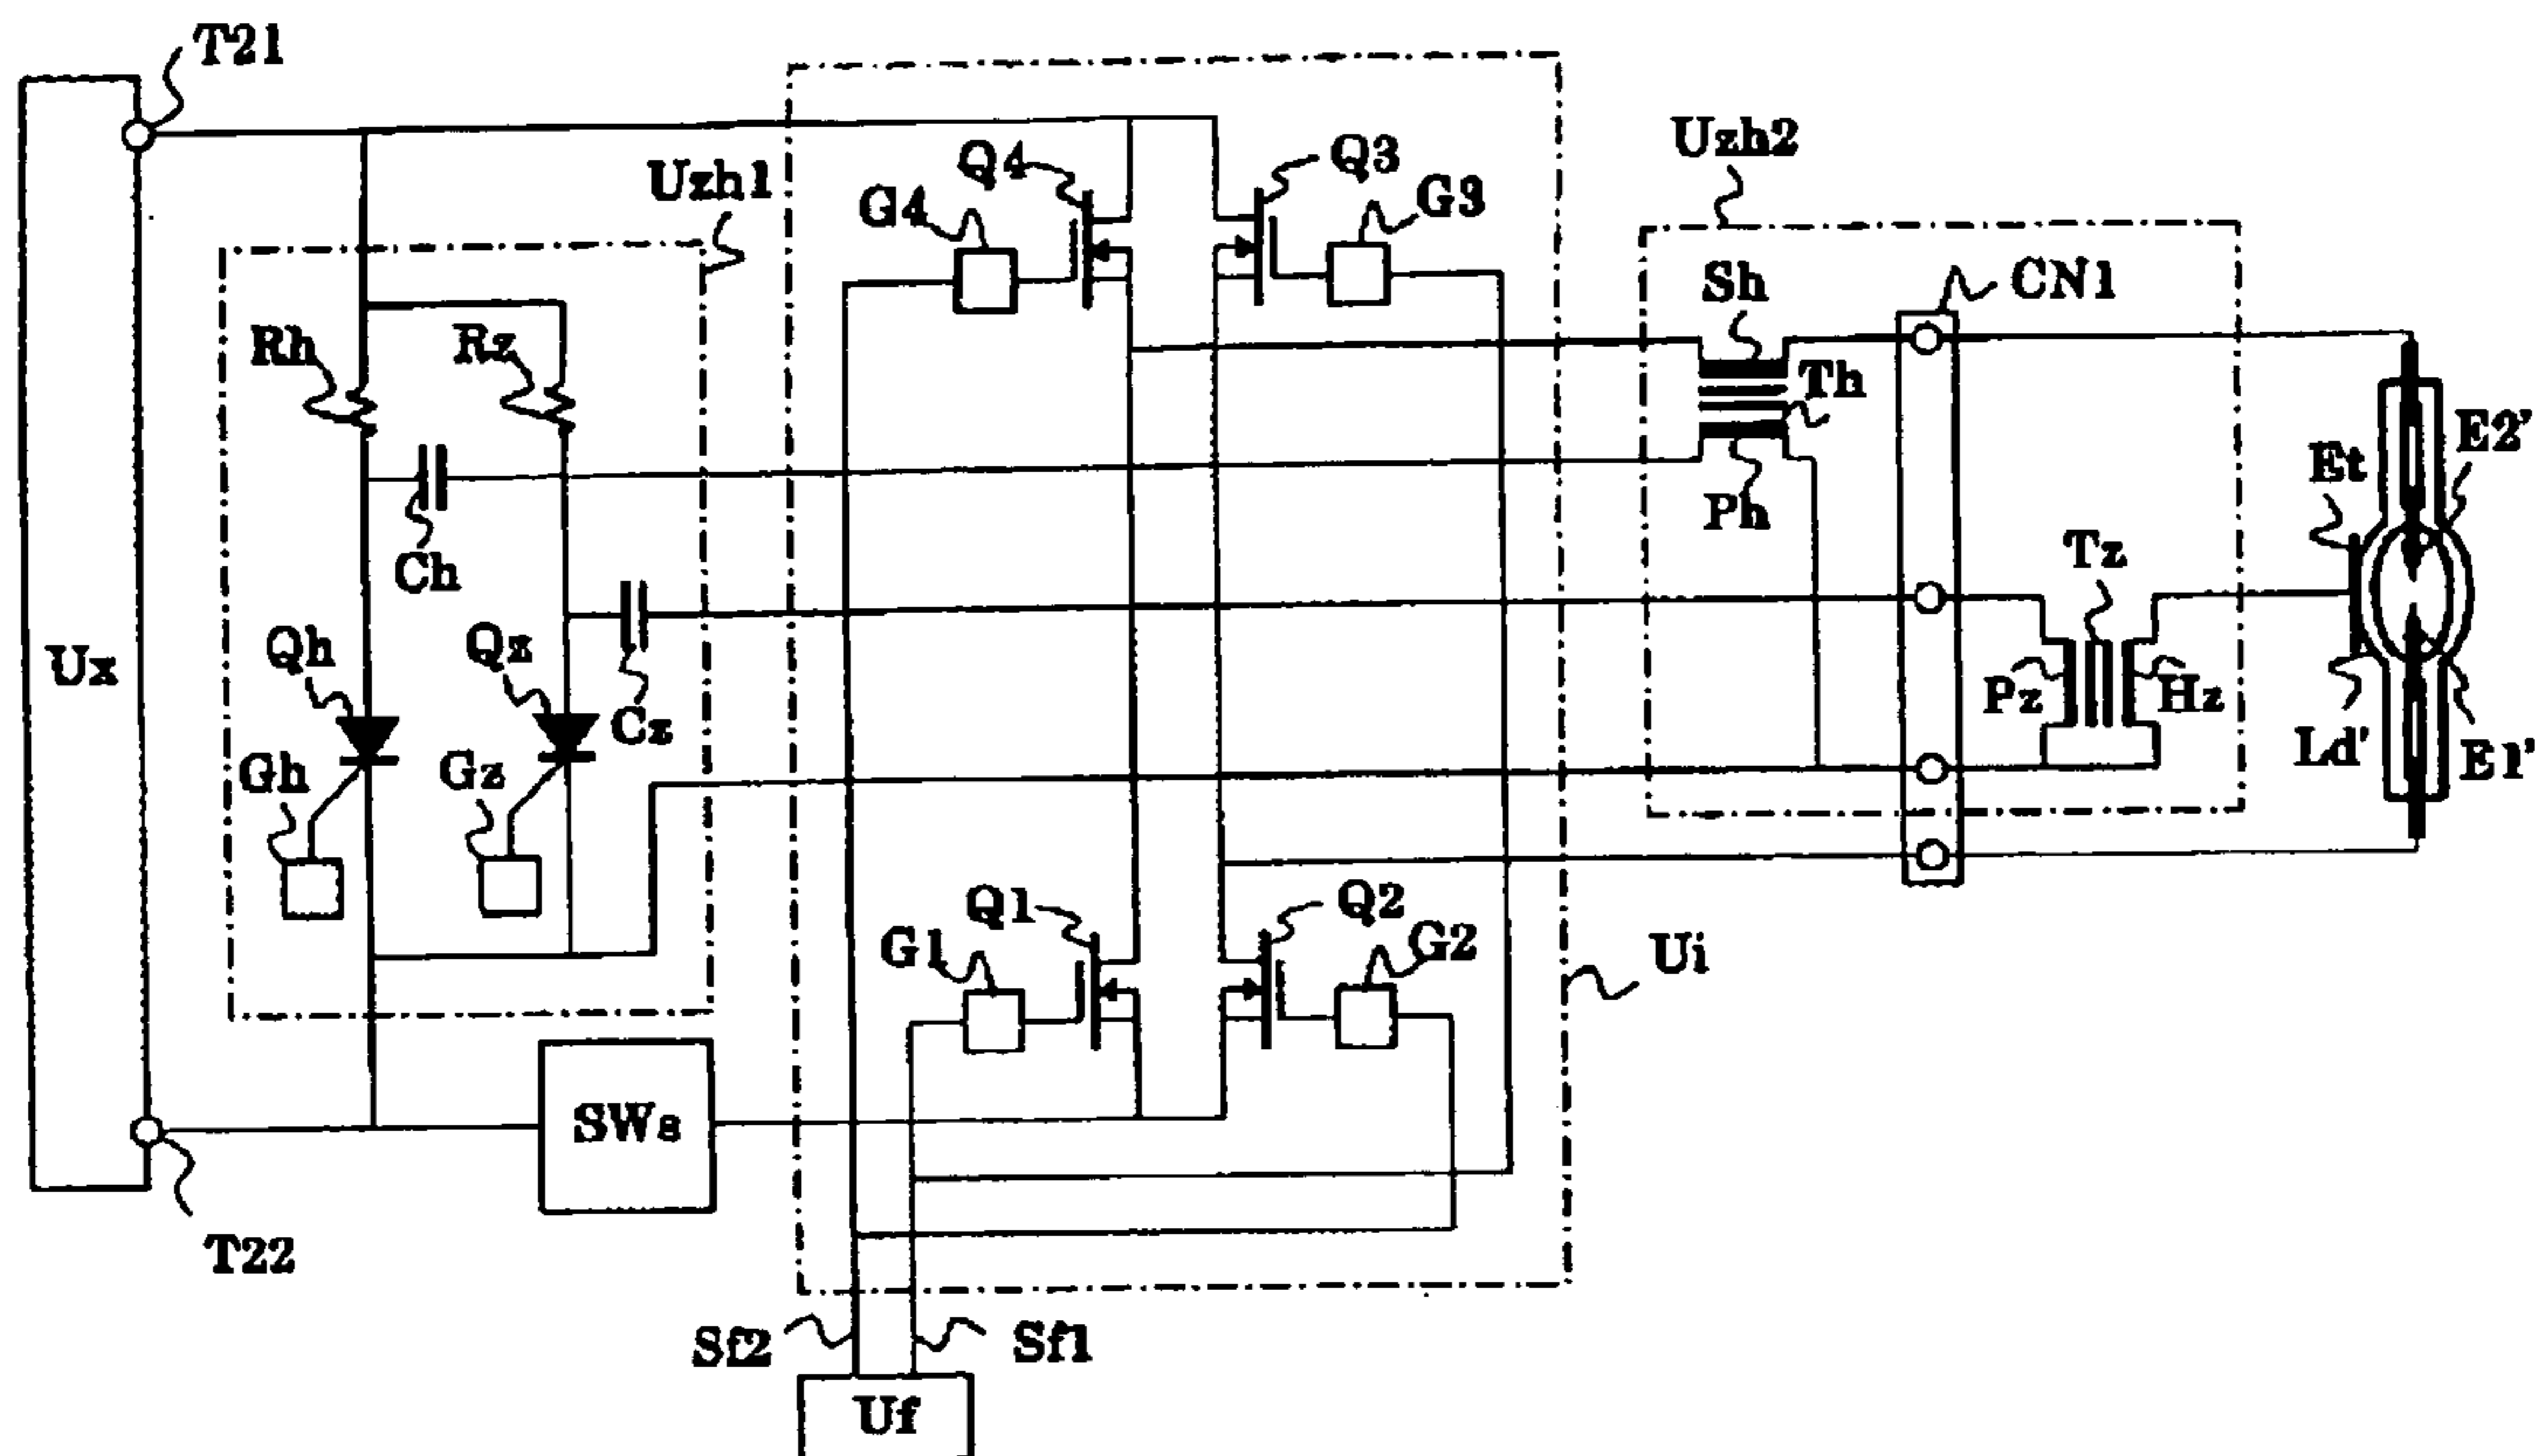 T21
Uzh2
Q4
Q3
Uzh1
G4
G3
Sh
CN1
Rh
Rz
Th
E2'
Et
Ph
Ch
Tz
Qh
Qz
Ux
Cz
Pz
Hz
Gh
Gz
Ld'
E1'
Q1
Q2
G1
G2
Ui
SWs
T22
Sf2
Sf1
Uf